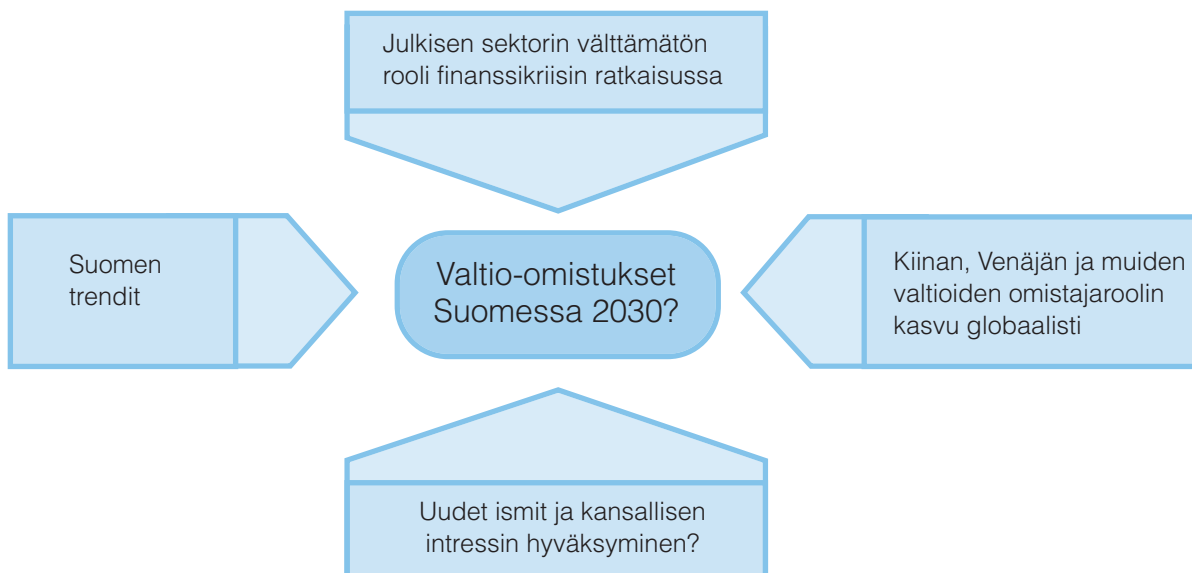 Julkisen sektorin välttämätön
rooli finanssikriisin ratkaisussa
Suomen
trendit
Valtio-omistukset
Suomessa 2030?
Kiinan, Venäjän ja muiden
valtioiden omistajaroolin
kasvu globaalisti
Uudet ismit ja kansallisen
intressin hyväksyminen?